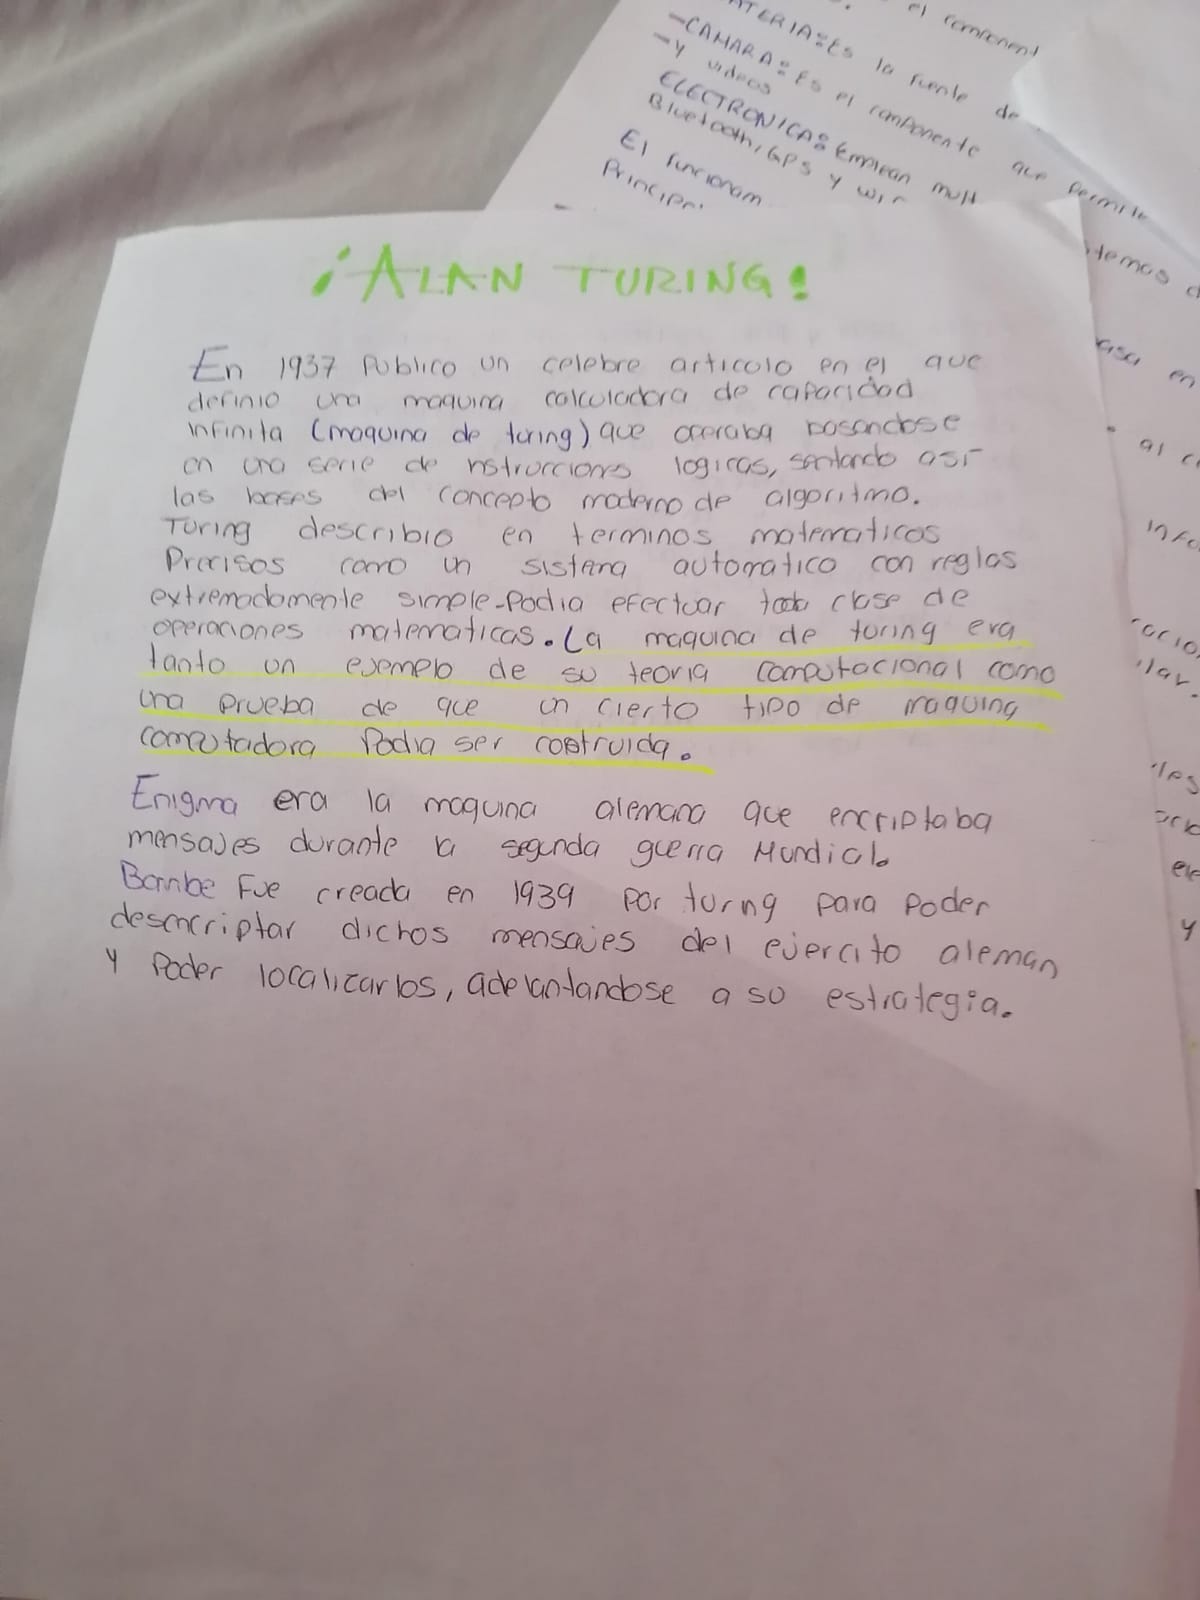 el component
ATERIA: Es la fuente de
-CAMARA: Es el componente que permite
-y videos
ELECTRONICAS: Emplean mult
Bluetooth, GPS y wi
El funcionam
Princip
temas d
asa en
al c
info
les
y
¡ALAN TURING!
En 1937 Publico un celebre articulo en el que
definio una maquina calculadora de capacidad
infinita (maquina de turing) que operaba basandose
en una serie de instrucciones logicas, sentando asi
las bases del concepto moderno de algoritmo.
Turing describio en terminos matematicos
Precisos como un sistema automatico con reglas
extremadamente simple-Podia efectuar toda clase de
operaciones matematicas. La maquina de turing era
tanto un ejemplo de su teoria computacional como
una prueba de que un cierto tipo de maquina
computadora Podia ser costruida.
Enigma era la maquina alemana que encriptaba
mensajes durante la segunda guerra Mundial.
Bombe Fue creada en 1939 por turng para poder
desencriptar dichos mensajes del ejercito aleman
y Poder localizarlos, adelantandose a so estrategia.